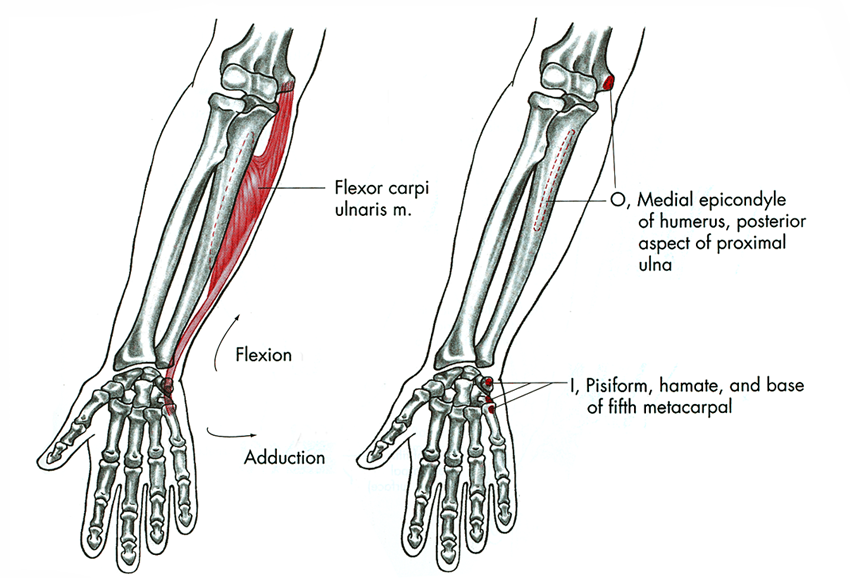 Flexor carpi
ulnaris m.
Flexion
Adduction
O, Medial epicondyle
of humerus, posterior
aspect of proximal
ulna
I, Pisiform, hamate, and base
of fifth metacarpal